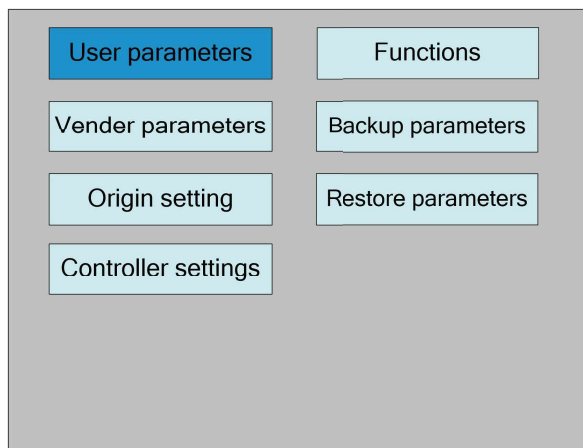 User parameters
Functions
Vender parameters
Backup parameters
Origin setting
Restore parameters
Controller settings